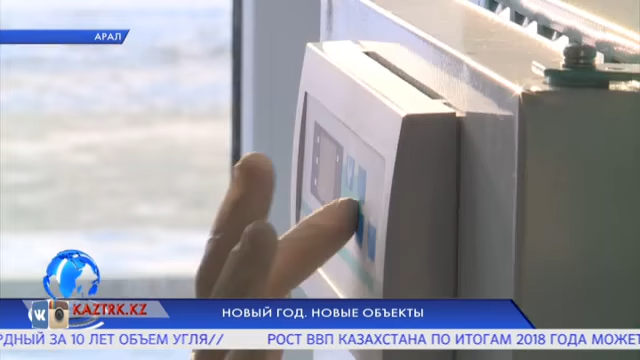 АРАЛ
KAZTRK.KZ
НОВЫЙ ГОД. НОВЫЕ ОБЪЕКТЫ
РДНЫЙ ЗА 10 ЛЕТ ОБЪЕМ УГЛЯ// РОСТ ВВП КАЗАХСТАНА ПО ИТОГАМ 2018 ГОДА МОЖЕТ